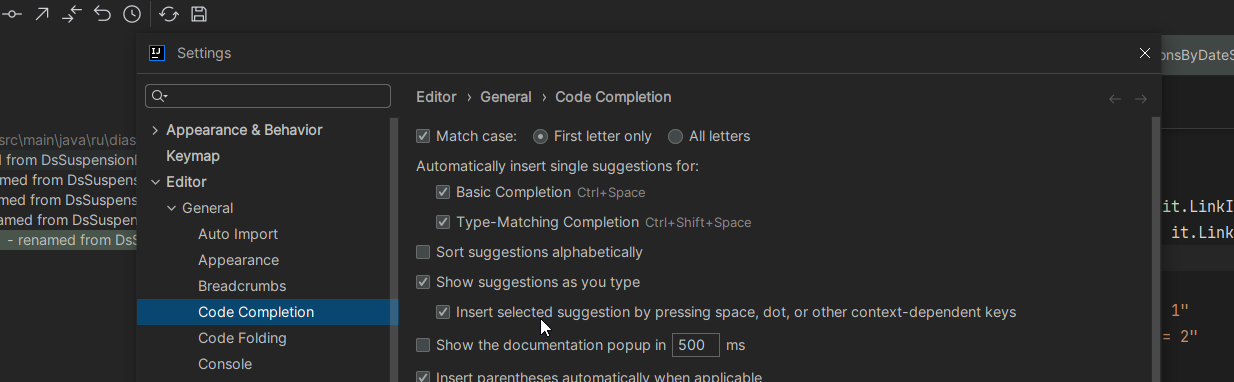 IJ Settings
onsByDateS
Editor › General › Code Completion
src\main\java\ru\dias
from DsSuspension
med from DsSuspens
amed from DsSuspens
amed from DsSuspen
- renamed from DsS
Appearance & Behavior
Keymap
Editor
General
Auto Import
Appearance
Breadcrumbs
Code Completion
Code Folding
Console
Match case: First letter only All letters
Automatically insert single suggestions for:
Basic Completion Ctrl+Space
Type-Matching Completion Ctrl+Shift+Space
Sort suggestions alphabetically
Show suggestions as you type
Insert selected suggestion by pressing space, dot, or other context-dependent keys
Show the documentation popup in 500 ms
Insert parentheses automatically when applicable
it.LinkI
it.Link
1"
= 2"